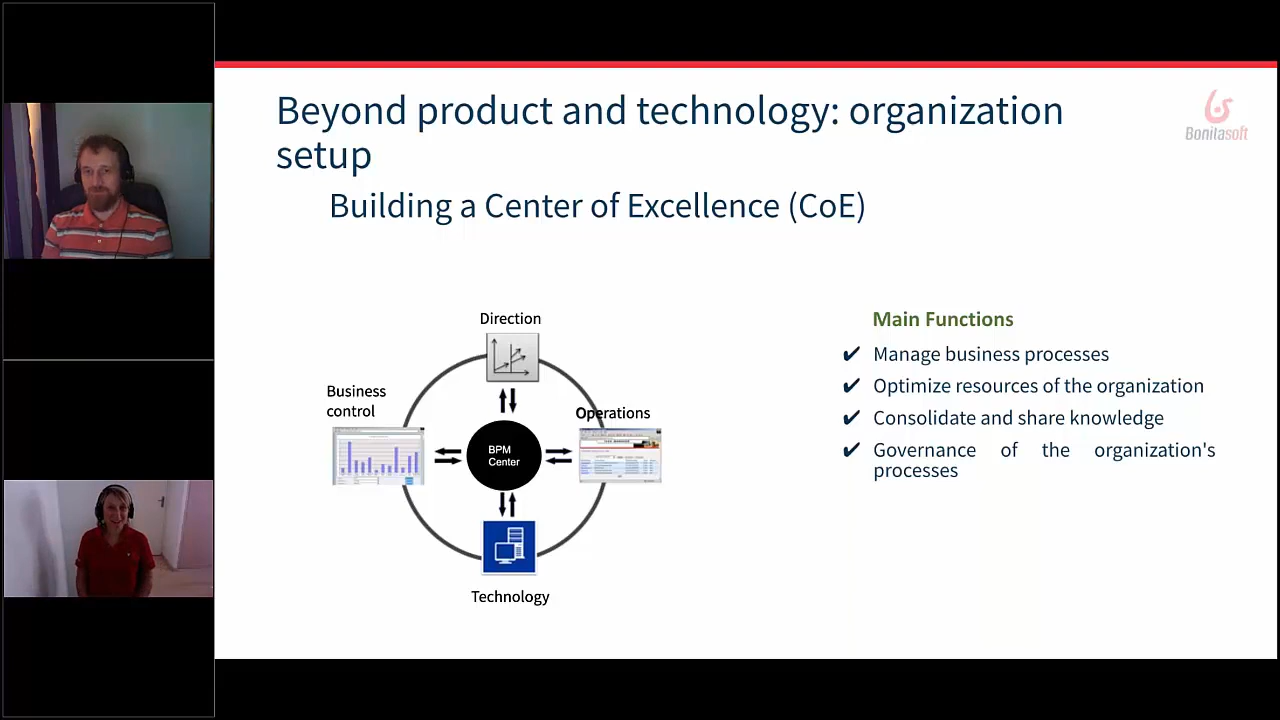 Beyond product and technology: organization
setup
Building a Center of Excellence (CoE)
Bonitasoft
Direction
Business
control
Operations
BPM
Center
Technology
Main Functions
✔ Manage business processes
✔ Optimize resources of the organization
✔ Consolidate and share knowledge
✔ Governance of the organization's
processes